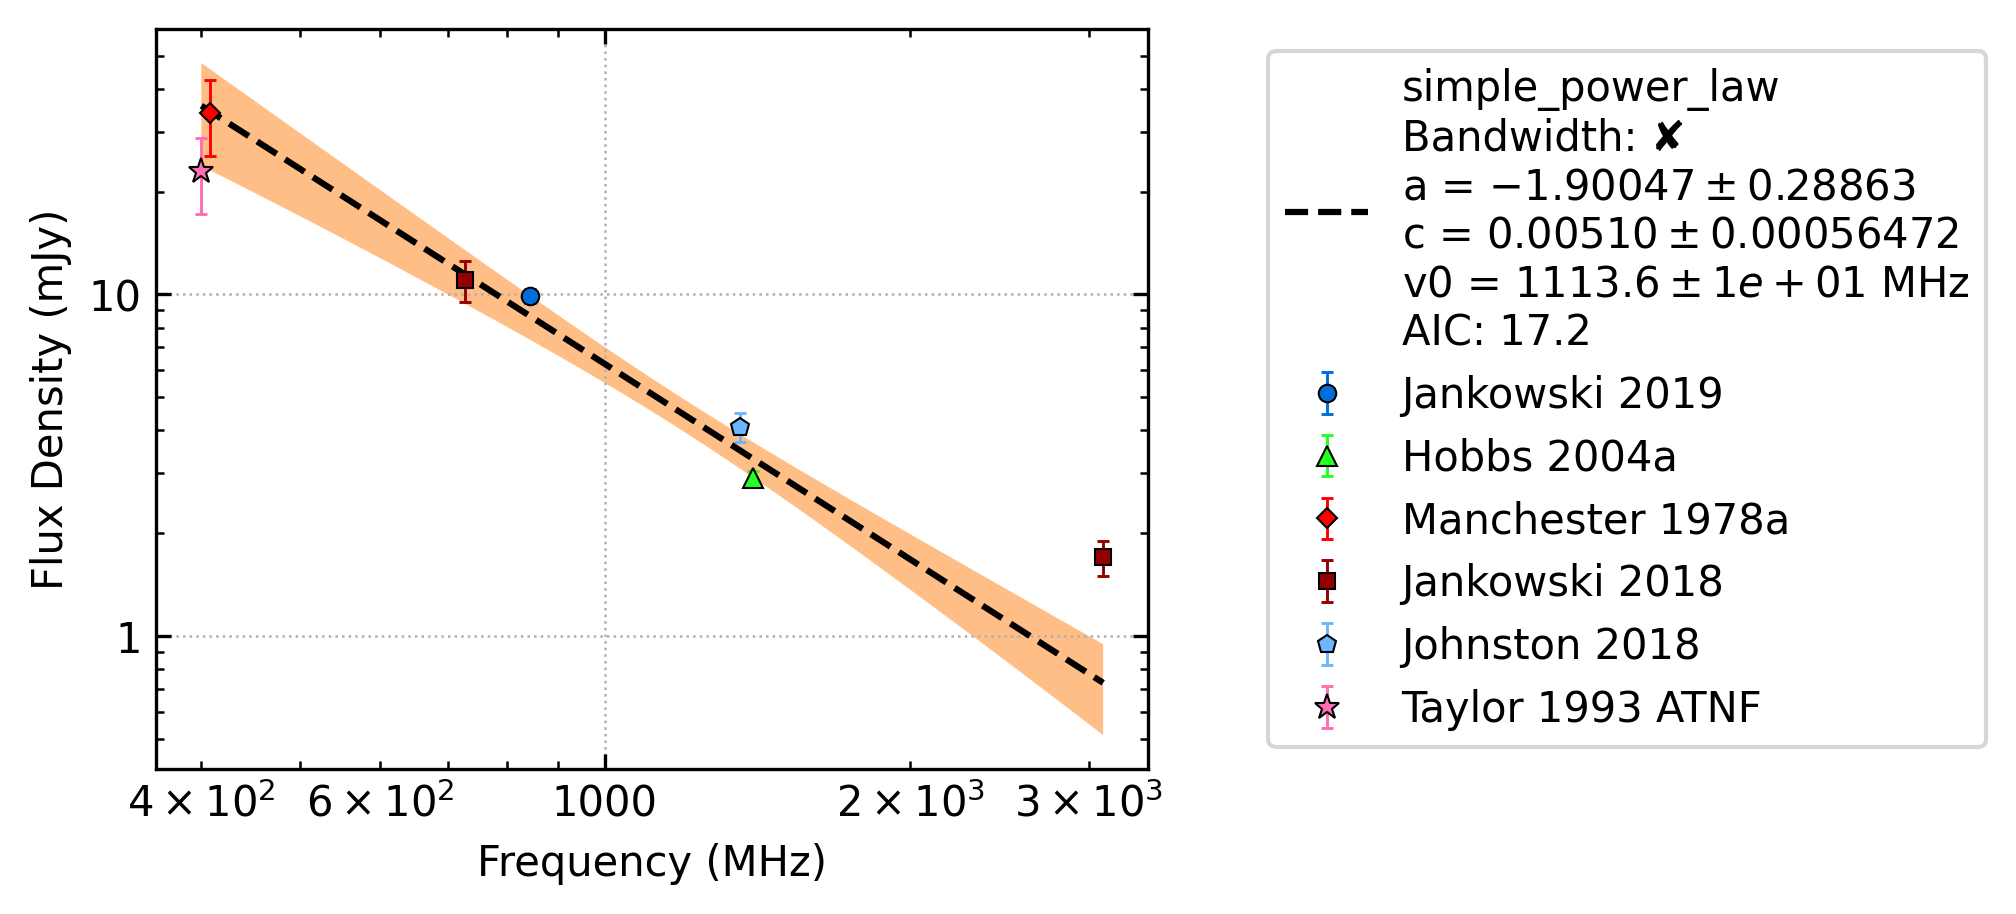 Flux Density (mJy)
10
1
4 × 10²
6 × 10²
1000
2 × 10³
3 × 10³
Frequency (MHz)
simple_power_law
Bandwidth: ✘
a = −1.90047 ± 0.28863
c = 0.00510 ± 0.00056472
v0 = 1113.6 ± 1e + 01 MHz
AIC: 17.2
Jankowski 2019
Hobbs 2004a
Manchester 1978a
Jankowski 2018
Johnston 2018
Taylor 1993 ATNF